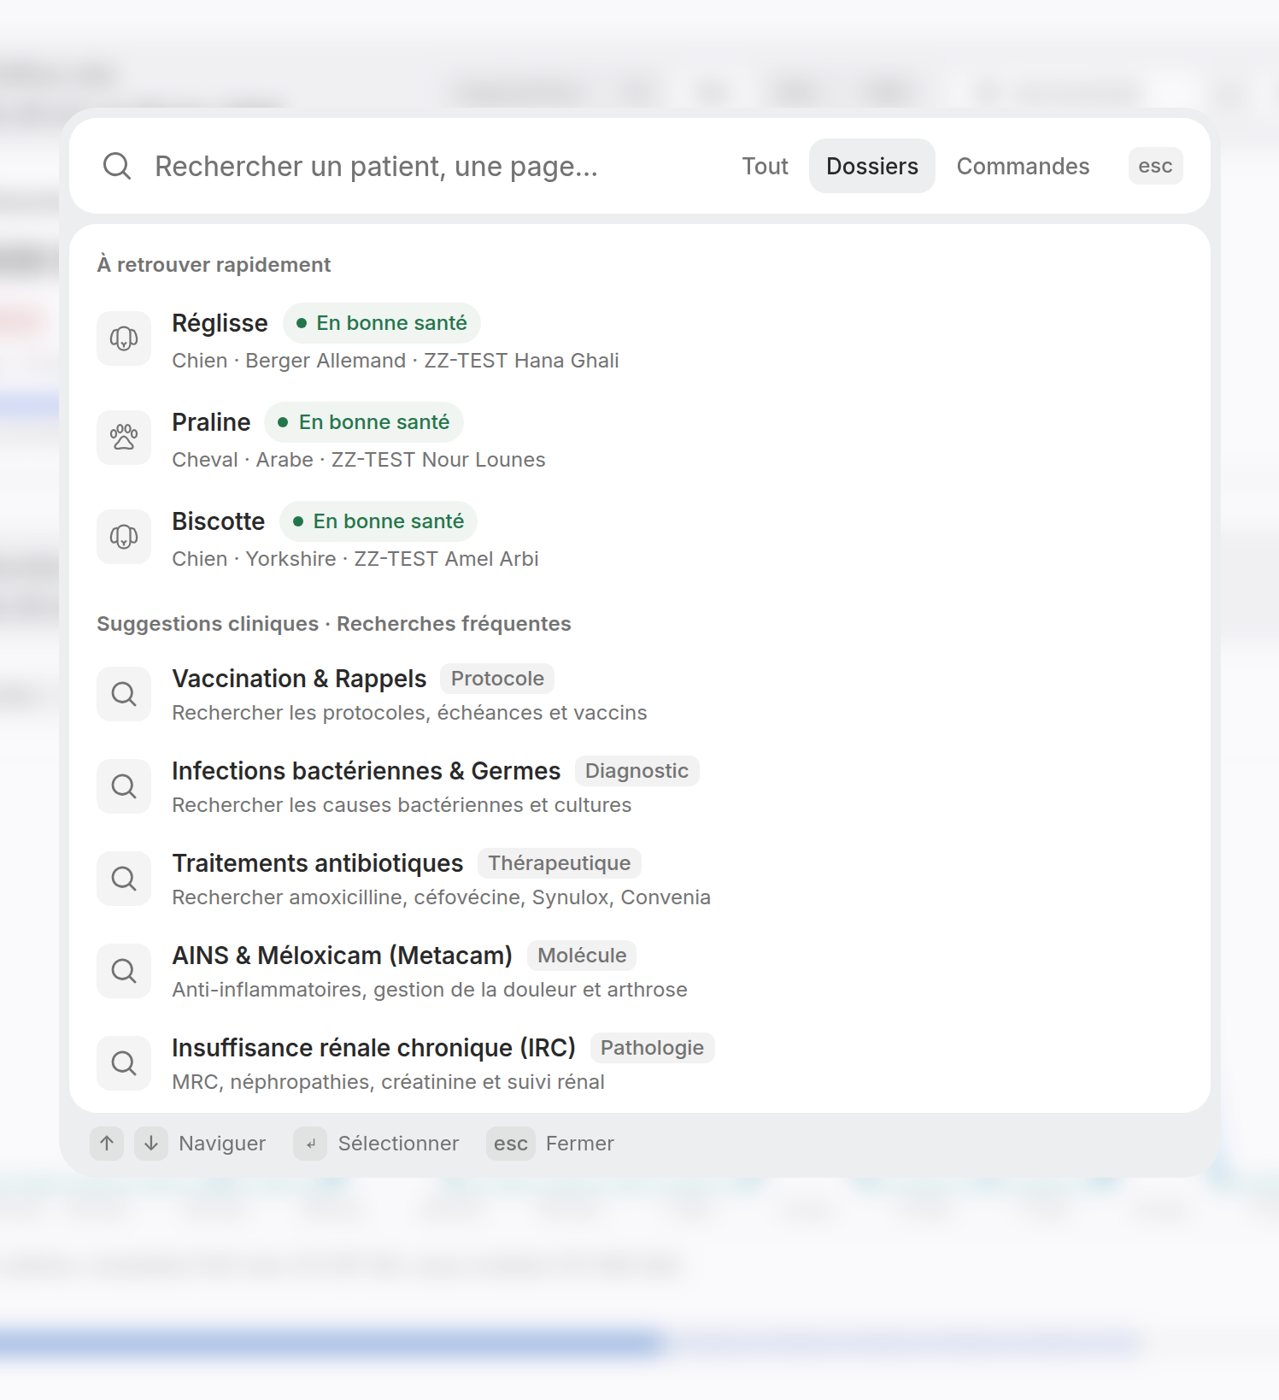 Rechercher un patient, une page...
Tout
Dossiers
Commandes
esc
À retrouver rapidement
Réglisse
En bonne santé
Chien · Berger Allemand · ZZ-TEST Hana Ghali
Praline
En bonne santé
Cheval · Arabe · ZZ-TEST Nour Lounes
Biscotte
En bonne santé
Chien · Yorkshire · ZZ-TEST Amel Arbi
Suggestions cliniques · Recherches fréquentes
Vaccination & Rappels
Protocole
Rechercher les protocoles, échéances et vaccins
Infections bactériennes & Germes
Diagnostic
Rechercher les causes bactériennes et cultures
Traitements antibiotiques
Thérapeutique
Rechercher amoxicilline, céfovécine, Synulox, Convenia
AINS & Méloxicam (Metacam)
Molécule
Anti-inflammatoires, gestion de la douleur et arthrose
Insuffisance rénale chronique (IRC)
Pathologie
MRC, néphropathies, créatinine et suivi rénal
↑ ↓ Naviguer
↲ Sélectionner
esc Fermer